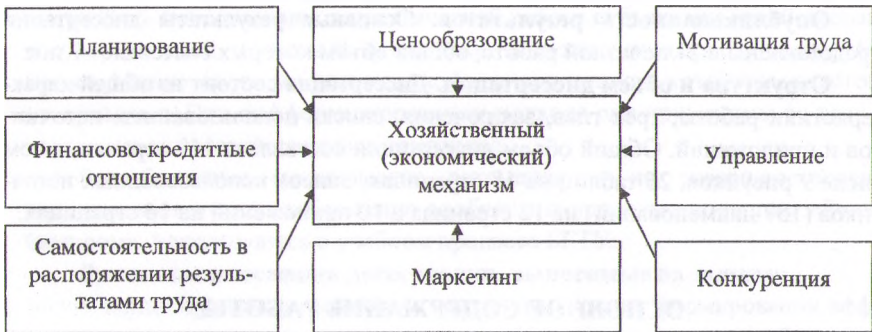 Планирование
Ценообразование
Мотивация труда
Финансово-кредитные
отношения
Хозяйственный
(экономический)
механизм
Управление
Самостоятельность в
распоряжении резуль-
татами труда
Маркетинг
Конкуренция